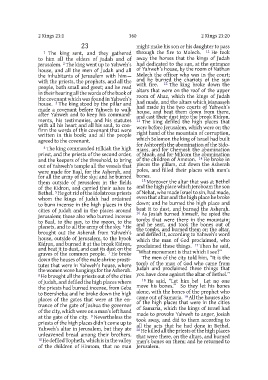 2 Kings 23:1
360
2 Kings 23:20
23
1 The king sent, and they gathered
to him all the elders of Judah and of
Jerusalem. 2 The king went up to Yahweh's
house, and all the men of Judah and all
the inhabitants of Jerusalem with him—
with the priests, the prophets, and all the
people, both small and great; and he read
in their hearing all the words of the book of
the covenant which was found in Yahweh's
house. 3 The king stood by the pillar and
made a covenant before Yahweh to walk
after Yahweh and to keep his command-
ments, his testimonies, and his statutes
with all his heart and all his soul, to con-
firm the words of this covenant that were
written in this book; and all the people
agreed to the covenant.
4 The king commanded Hilkiah the high
priest, and the priests of the second order,
and the keepers of the threshold, to bring
out of Yahweh's temple all the vessels that
were made for Baal, for the Asherah, and
for all the army of the sky; and he burned
them outside of Jerusalem in the fields
of the Kidron, and carried their ashes to
Bethel. 5 He got rid of the idolatrous priests
whom the kings of Judah had ordained
to burn incense in the high places in the
cities of Judah and in the places around
Jerusalem; those also who burned incense
to Baal, to the sun, to the moon, to the
planets, and to all the army of the sky. 6 He
brought out the Asherah from Yahweh's
house, outside of Jerusalem, to the brook
Kidron, and burned it at the brook Kidron,
and beat it to dust, and cast its dust on the
graves of the common people. 7 He broke
down the houses of the male shrine prosti-
tutes that were in Yahweh's house, where
the women wove hangings for the Asherah.
8 He brought all the priests out of the cities
of Judah, and defiled the high places where
the priests had burned incense, from Geba
to Beersheba; and he broke down the high
places of the gates that were at the en-
trance of the gate of Joshua the governor
of the city, which were on a man's left hand
at the gate of the city. 9 Nevertheless the
priests of the high places didn't come up to
Yahweh's altar in Jerusalem, but they ate
unleavened bread among their brothers.
10 He defiled Topheth, which is in the valley
of the children of Hinnom, that no man
might make his son or his daughter to pass
through the fire to Molech. 11 He took
away the horses that the kings of Judah
had dedicated to the sun, at the entrance
of Yahweh's house, by the room of Nathan
Melech the officer who was in the court;
and he burned the chariots of the sun
with fire. 12 The king broke down the
altars that were on the roof of the upper
room of Ahaz, which the kings of Judah
had made, and the altars which Manasseh
had made in the two courts of Yahweh's
house, and beat them down from there,
and cast their dust into the brook Kidron.
13 The king defiled the high places that
were before Jerusalem, which were on the
right hand of the mountain of corruption,
which Solomon the king of Israel had built
for Ashtoreth the abomination of the Sido-
nians, and for Chemosh the abomination
of Moab, and for Milcom the abomination
of the children of Ammon. 14 He broke in
pieces the pillars, cut down the Asherah
poles, and filled their places with men's
bones.
15 Moreover the altar that was at Bethel
and the high place which Jeroboam the son
of Nebat, who made Israel to sin, had made,
even that altar and the high place he broke
down; and he burned the high place and
beat it to dust, and burned the Asherah.
16 As Josiah turned himself, he spied the
tombs that were there in the mountain;
and he sent, and took the bones out of
the tombs, and burned them on the altar,
and defiled it, according to Yahweh's word
which the man of God proclaimed, who
proclaimed these things. 17 Then he said,
"What monument is that which I see?"
The men of the city told him, "It is the
tomb of the man of God who came from
Judah and proclaimed these things that
you have done against the altar of Bethel."
18 He said, "Let him be! Let no one
move his bones." So they let his bones
alone, with the bones of the prophet who
came out of Samaria. 19 All the houses also
of the high places that were in the cities
of Samaria, which the kings of Israel had
made to provoke Yahweh to anger, Josiah
took away, and did to them according to
all the acts that he had done in Bethel.
20 He killed all the priests of the high places
that were there, on the altars, and burned
men's bones on them; and he returned to
Jerusalem.